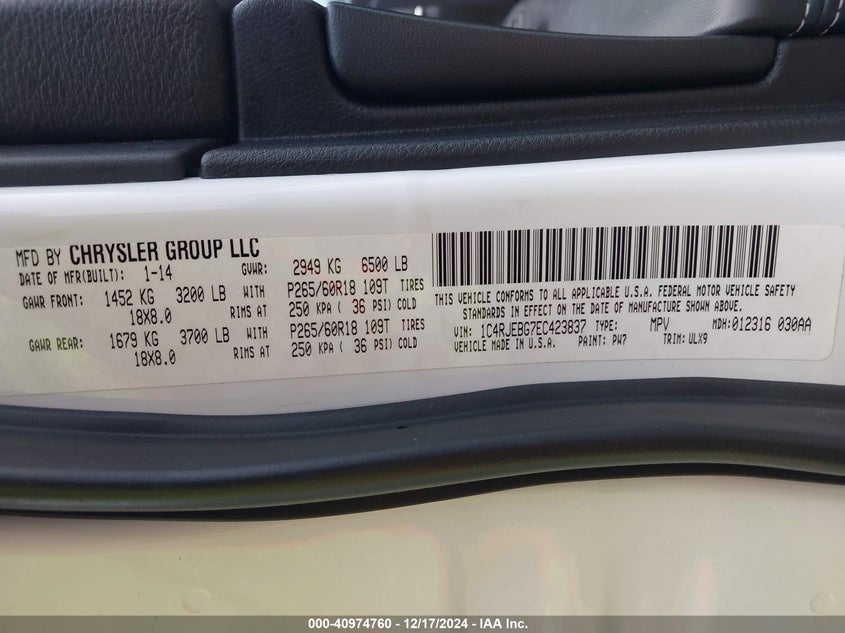 MFD BY CHRYSLER GROUP LLC
DATE OF MFR(BUILT): 1-14 GVWR: 2949 KG 6500 LB
GAWR FRONT: 1452 KG 3200 LB WITH P265/60R18 109T TIRES
18X8.0 RIMS AT 250 KPA ( 36 PSI) COLD
GAWR REAR: 1679 KG 3700 LB WITH P265/60R18 109T TIRES
18X8.0 RIMS AT 250 KPA ( 36 PSI) COLD
THIS VEHICLE CONFORMS TO ALL APPLICABLE U.S.A. FEDERAL MOTOR VEHICLE SAFETY
STANDARDS IN EFFECT ON THE DATE OF MANUFACTURE SHOWN ABOVE.
VIN: 1C4RJEBG7EC423837 TYPE: MPV MDH:012316 030AA
VEHICLE MADE IN U.S.A. PAINT: PW7 TRIM: ULX9
000-40974760 - 12/17/2024 - IAA Inc.